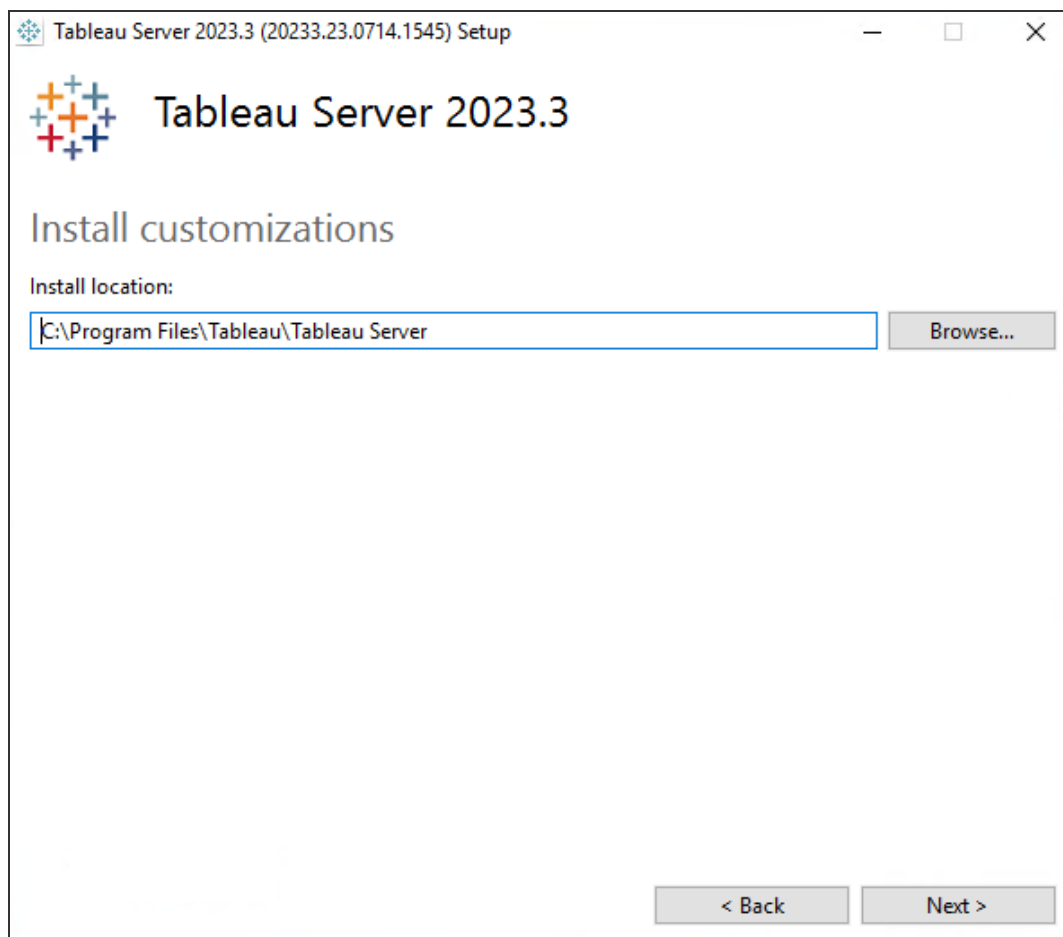 Tableau Server 2023.3 (20233.23.0714.1545) Setup
Tableau Server 2023.3
Install customizations
Install location:
C:\Program Files\Tableau\Tableau Server
Browse...
< Back
Next >